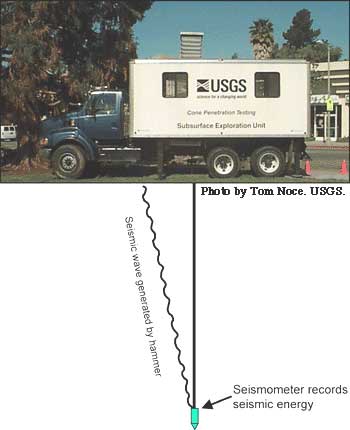 USGS
science for a changing world
Cone Penetration Testing
Subsurface Exploration Unit
Photo by Tom Noce. USGS.
Seismic wave generated by hammer
Seismometer records
seismic energy